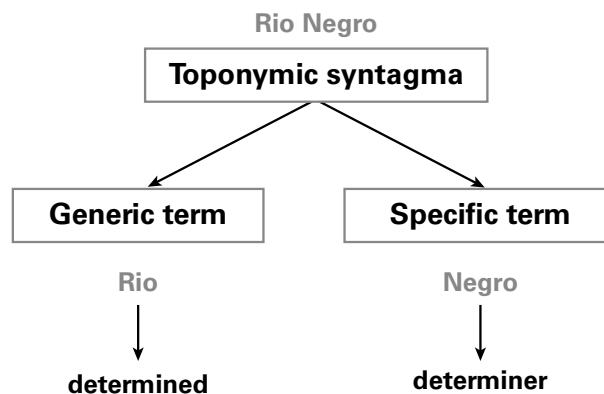 Rio Negro
Toponymic syntagma
Generic term
Specific term
Rio
Negro
determined
determiner